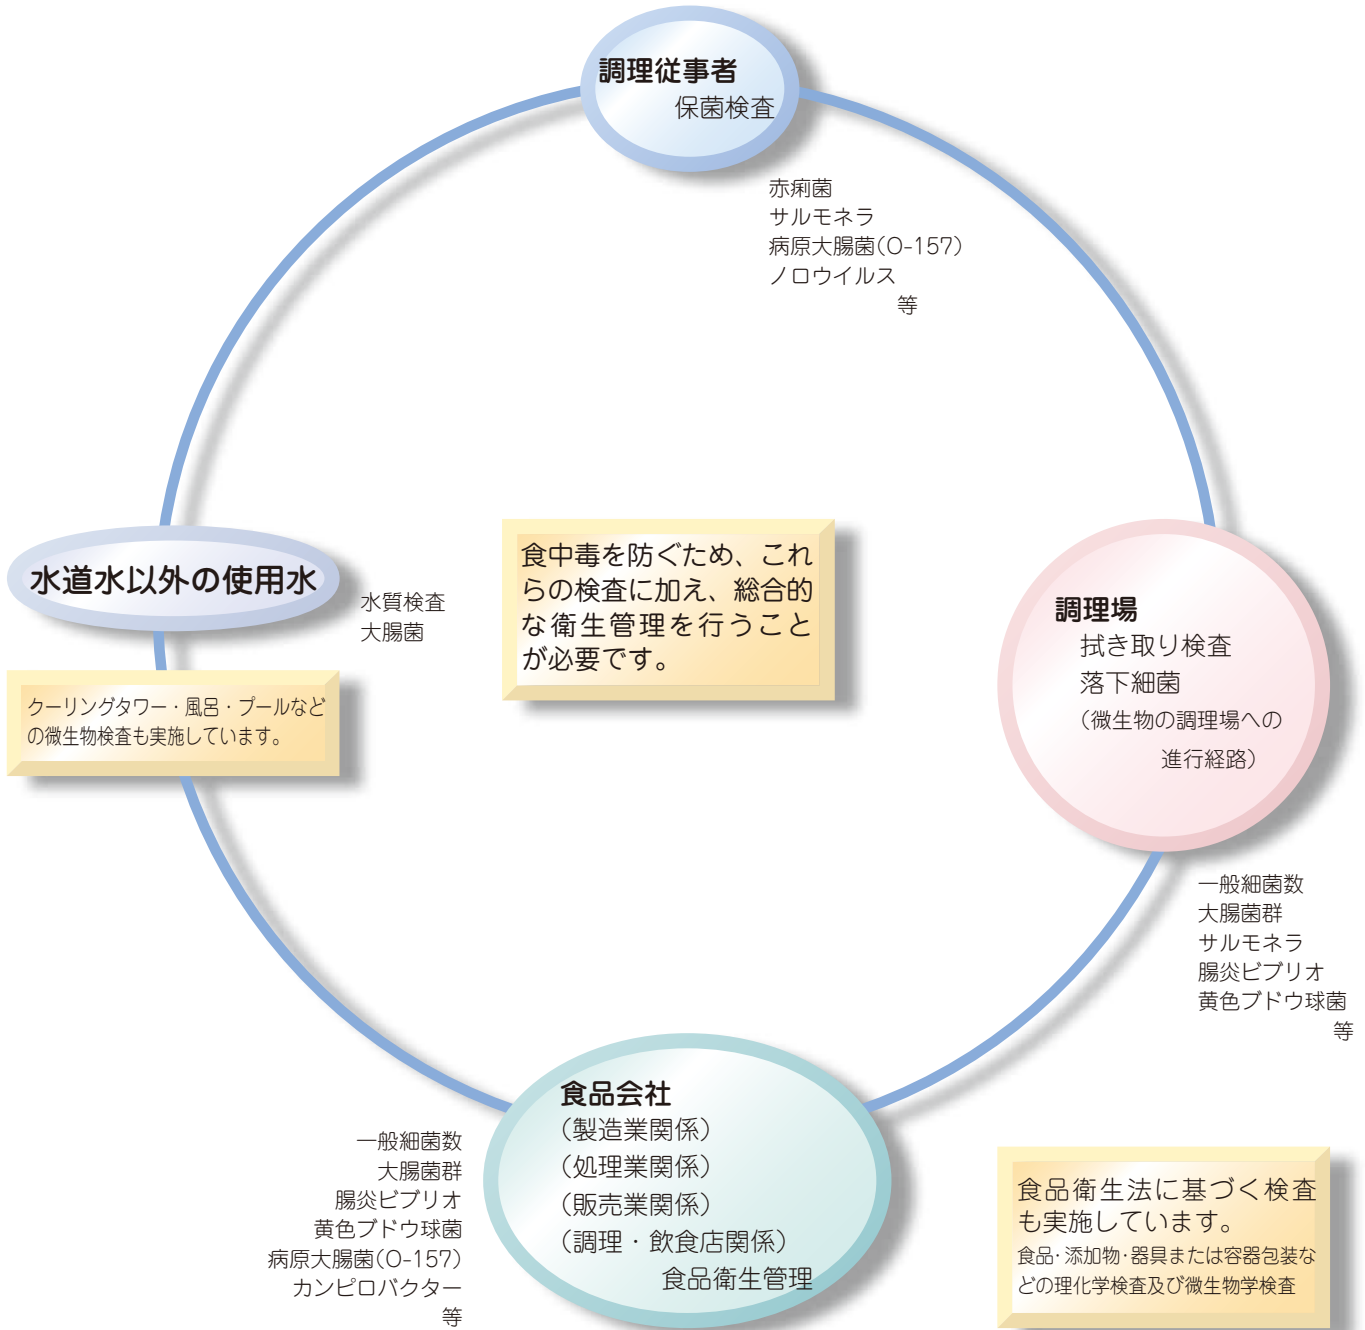 調理従事者
保菌検査
赤痢菌
サルモネラ
病原大腸菌(O-157)
ノロウイルス
等
水道水以外の使用水
水質検査
大腸菌
クーリングタワー・風呂・プールなど
の微生物検査も実施しています。
食中毒を防ぐため、これ
らの検査に加え、総合的
な衛生管理を行うこと
が必要です。
調理場
拭き取り検査
落下細菌
（微生物の調理場への
進行経路）
一般細菌数
大腸菌群
サルモネラ
腸炎ビブリオ
黄色ブドウ球菌
等
食品会社
（製造業関係）
（処理業関係）
（販売業関係）
（調理・飲食店関係）
食品衛生管理
一般細菌数
大腸菌群
腸炎ビブリオ
黄色ブドウ球菌
病原大腸菌(O-157)
カンピロバクター
等
食品衛生法に基づく検査
も実施しています。
食品・添加物・器具または容器包装な
どの理化学検査及び微生物学検査